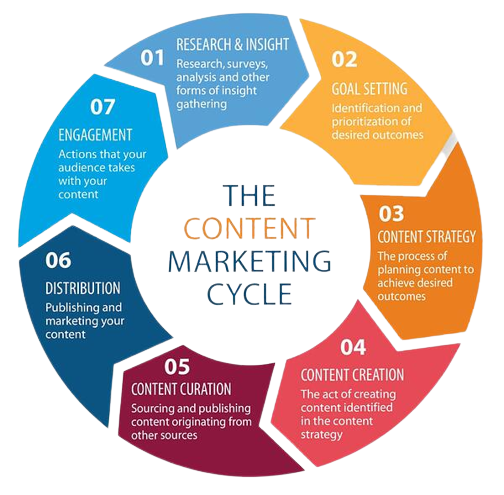 01
RESEARCH & INSIGHT
Research, surveys,
analysis and other
forms of insight
gathering
02
GOAL SETTING
Identification and
prioritization of
desired outcomes
03
CONTENT STRATEGY
The process of
planning content to
achieve desired
outcomes
04
CONTENT CREATION
The act of creating
content identified
in the content
strategy
05
CONTENT CURATION
Sourcing and publishing
content originating from
other sources
06
DISTRIBUTION
Publishing and
marketing your
content
07
ENGAGEMENT
Actions that your
audience takes
with your
content
THE
CONTENT
MARKETING
CYCLE